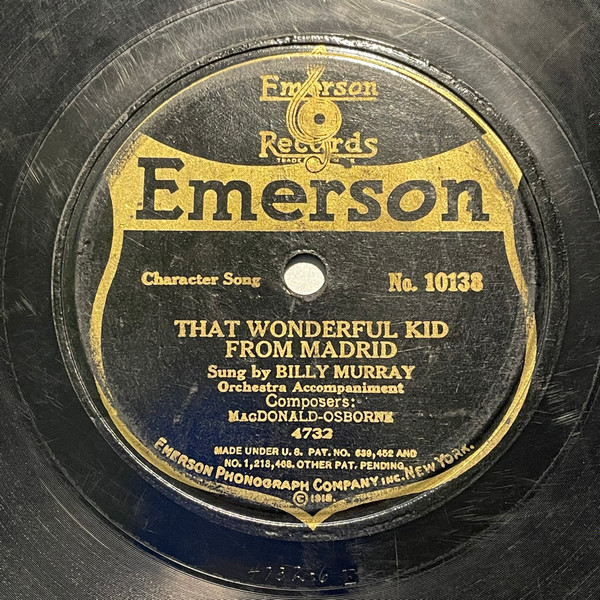 Emerson
Records
TRADE
Emerson
Character Song
No. 10138
THAT WONDERFUL KID
FROM MADRID
Sung by BILLY MURRAY
Orchestra Accompaniment
Composers:
MACDONALD-OSBORNE
4732
MADE UNDER U. S. PAT. NO. 639,452 AND
NO. 1,213,468. OTHER PAT. PENDING
EMERSON PHONOGRAPH COMPANY INC. NEW YORK.
© 1918.